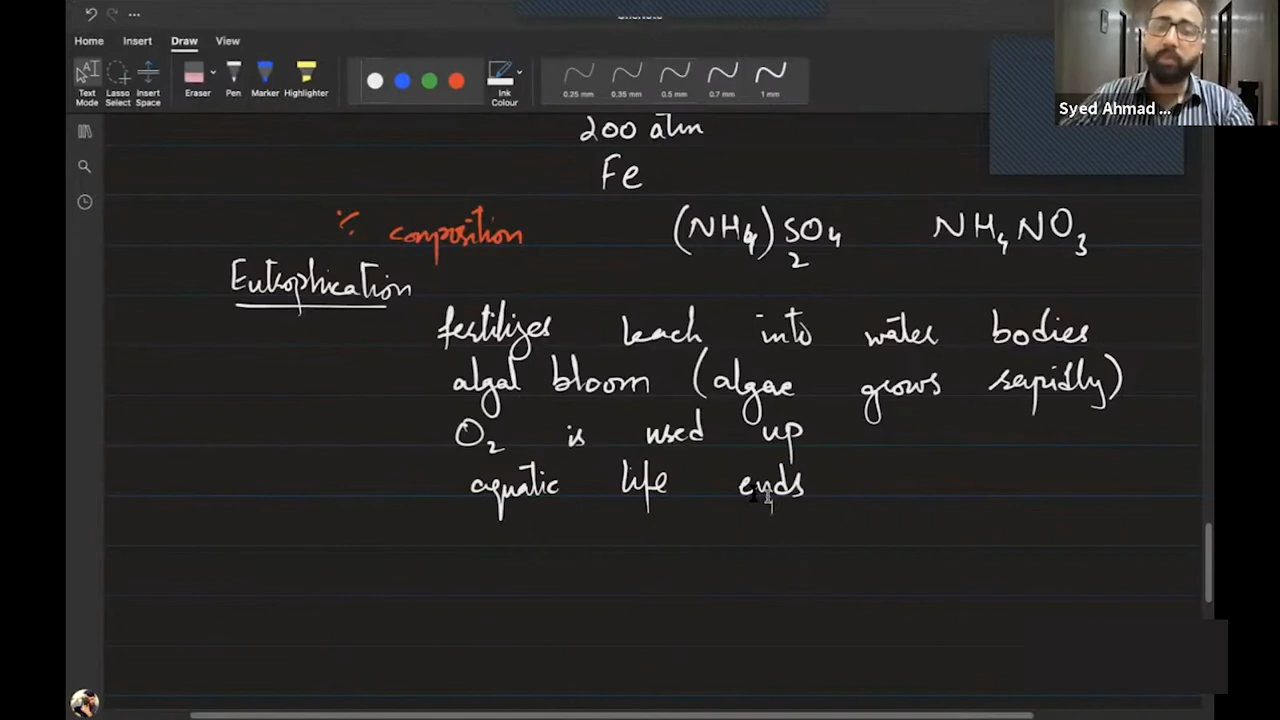 OneNote
Home Insert Draw View
Text Mode Lasso Select Insert Space Eraser Pen Marker Highlighter Ink Colour 0.25 mm 0.35 mm 0.5 mm 0.7 mm 1 mm
Syed Ahmad ...
200 atm
Fe
% composition (NH4)2SO4 NH4NO3
Eutrophication
fertilizers leach into water bodies
algal bloom (algae grows rapidly)
O2 is used up
aquatic life ends